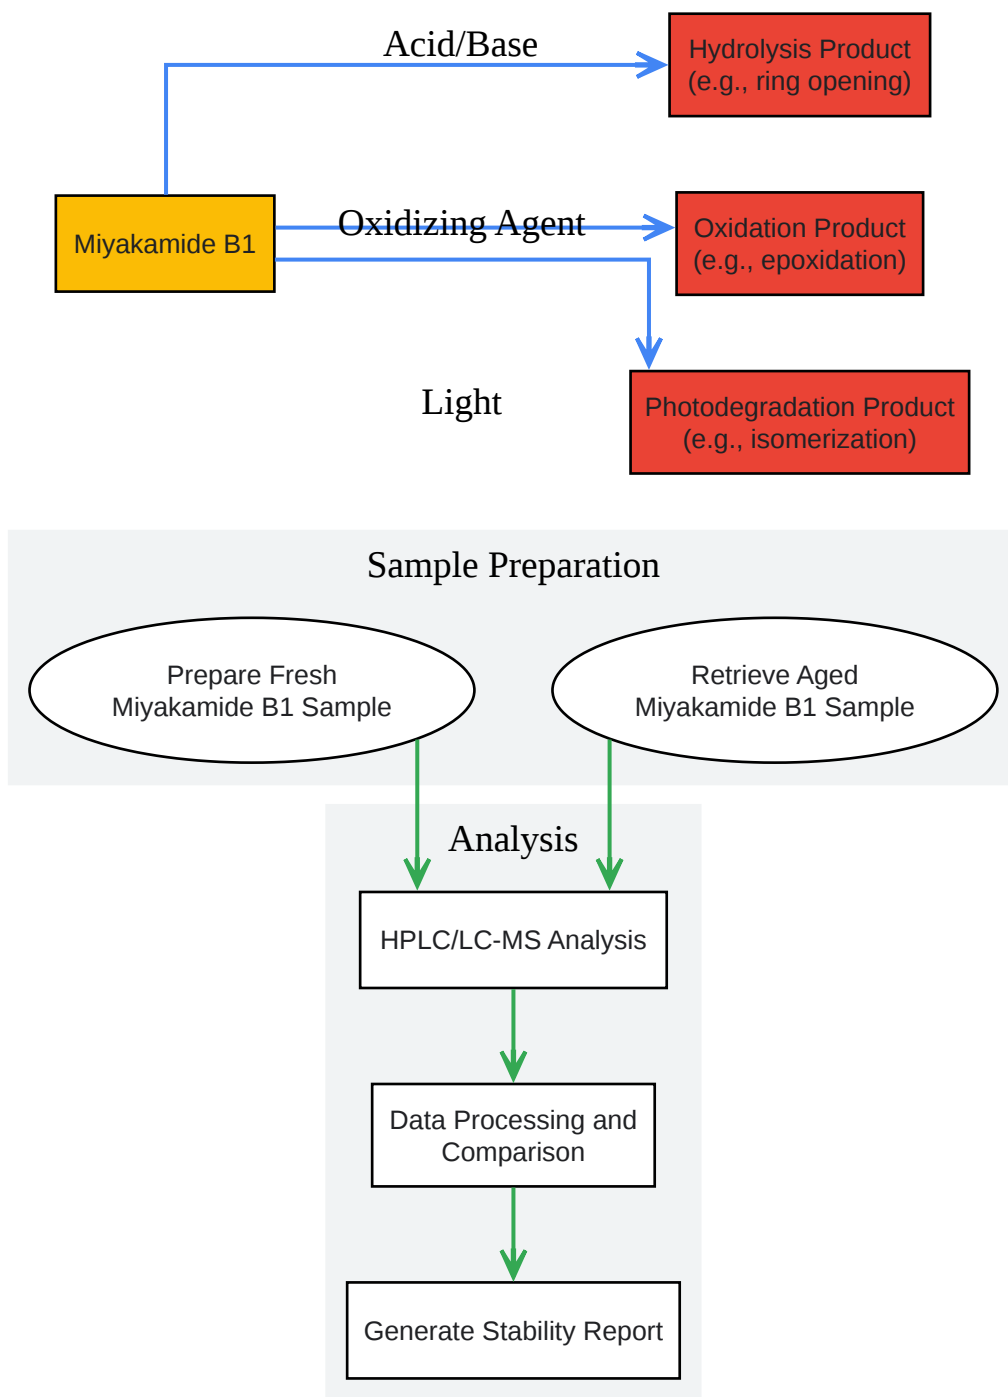 Acid/Base
Hydrolysis Product
(e.g., ring opening)
Miyakamide B1
Oxidizing Agent
Oxidation Product
(e.g., epoxidation)
Light
Photodegradation Product
(e.g., isomerization)
Sample Preparation
Prepare Fresh
Miyakamide B1 Sample
Retrieve Aged
Miyakamide B1 Sample
Analysis
HPLC/LC-MS Analysis
Data Processing and
Comparison
Generate Stability Report